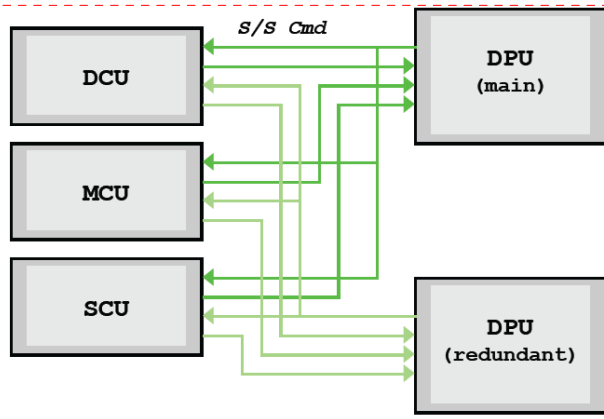 S/S Cmd
DCU
DPU
(main)
MCU
SCU
DPU
(redundant)